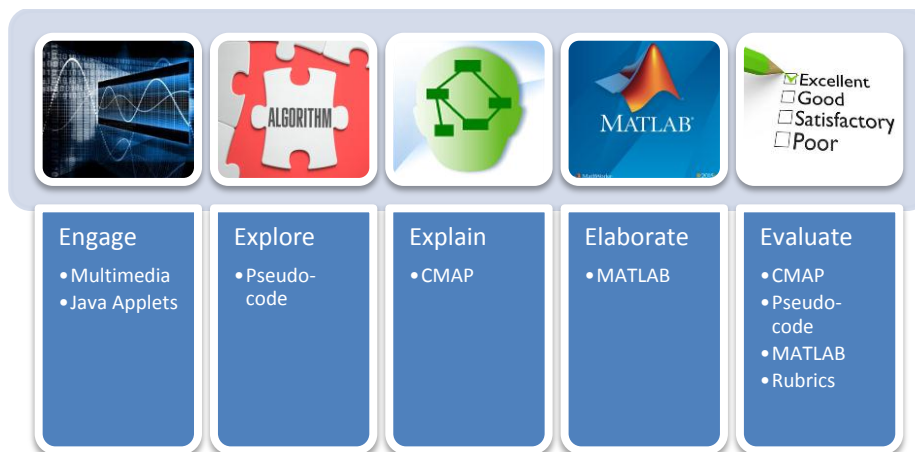 ALGORITHM
MATLAB®
MathWorks
Excellent
Good
Satisfactory
Poor
Engage
•Multimedia
•Java Applets
Explore
•Pseudo-
code
Explain
•CMAP
Elaborate
•MATLAB
Evaluate
•CMAP
•Pseudo-
code
•MATLAB
•Rubrics